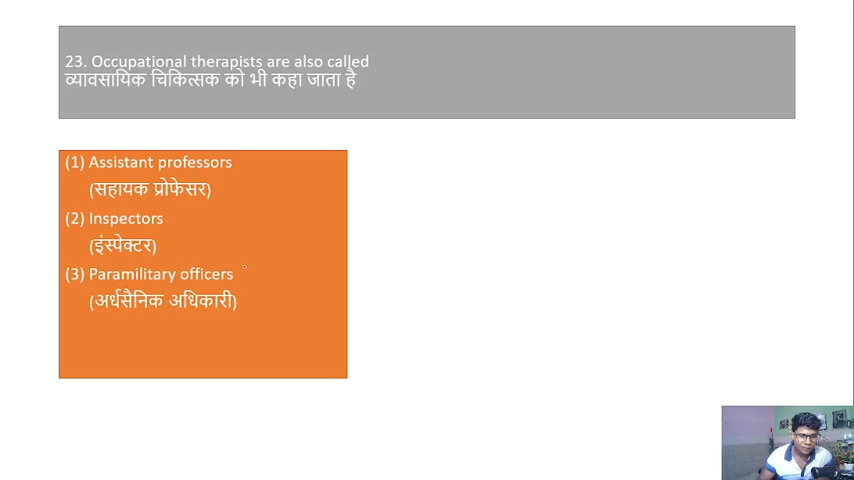 23. Occupational therapists are also called
व्यावसायिक चिकित्सक को भी कहा जाता है
(1) Assistant professors
(सहायक प्रोफेसर)
(2) Inspectors
(इंस्पेक्टर)
(3) Paramilitary officers
(अर्धसैनिक अधिकारी)